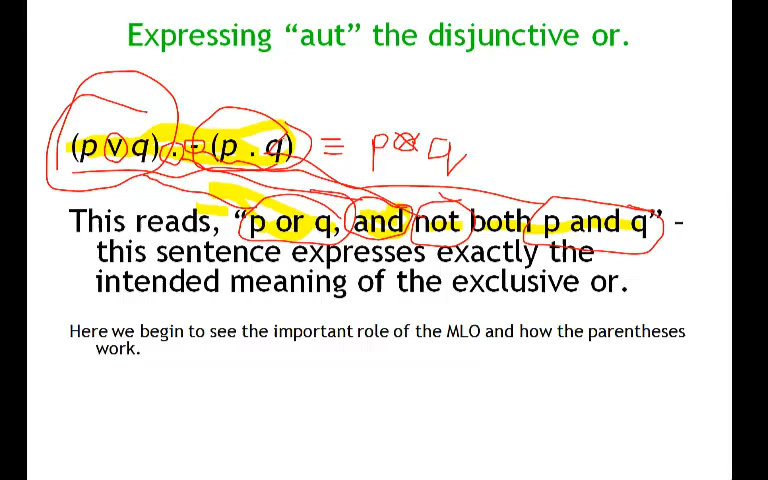 Expressing “aut” the disjunctive or.
(p v q) . - (p . q) ≡ p ⊗ q
This reads, “p or q, and not both p and q” -
this sentence expresses exactly the
intended meaning of the exclusive or.
Here we begin to see the important role of the MLO and how the parentheses
work.